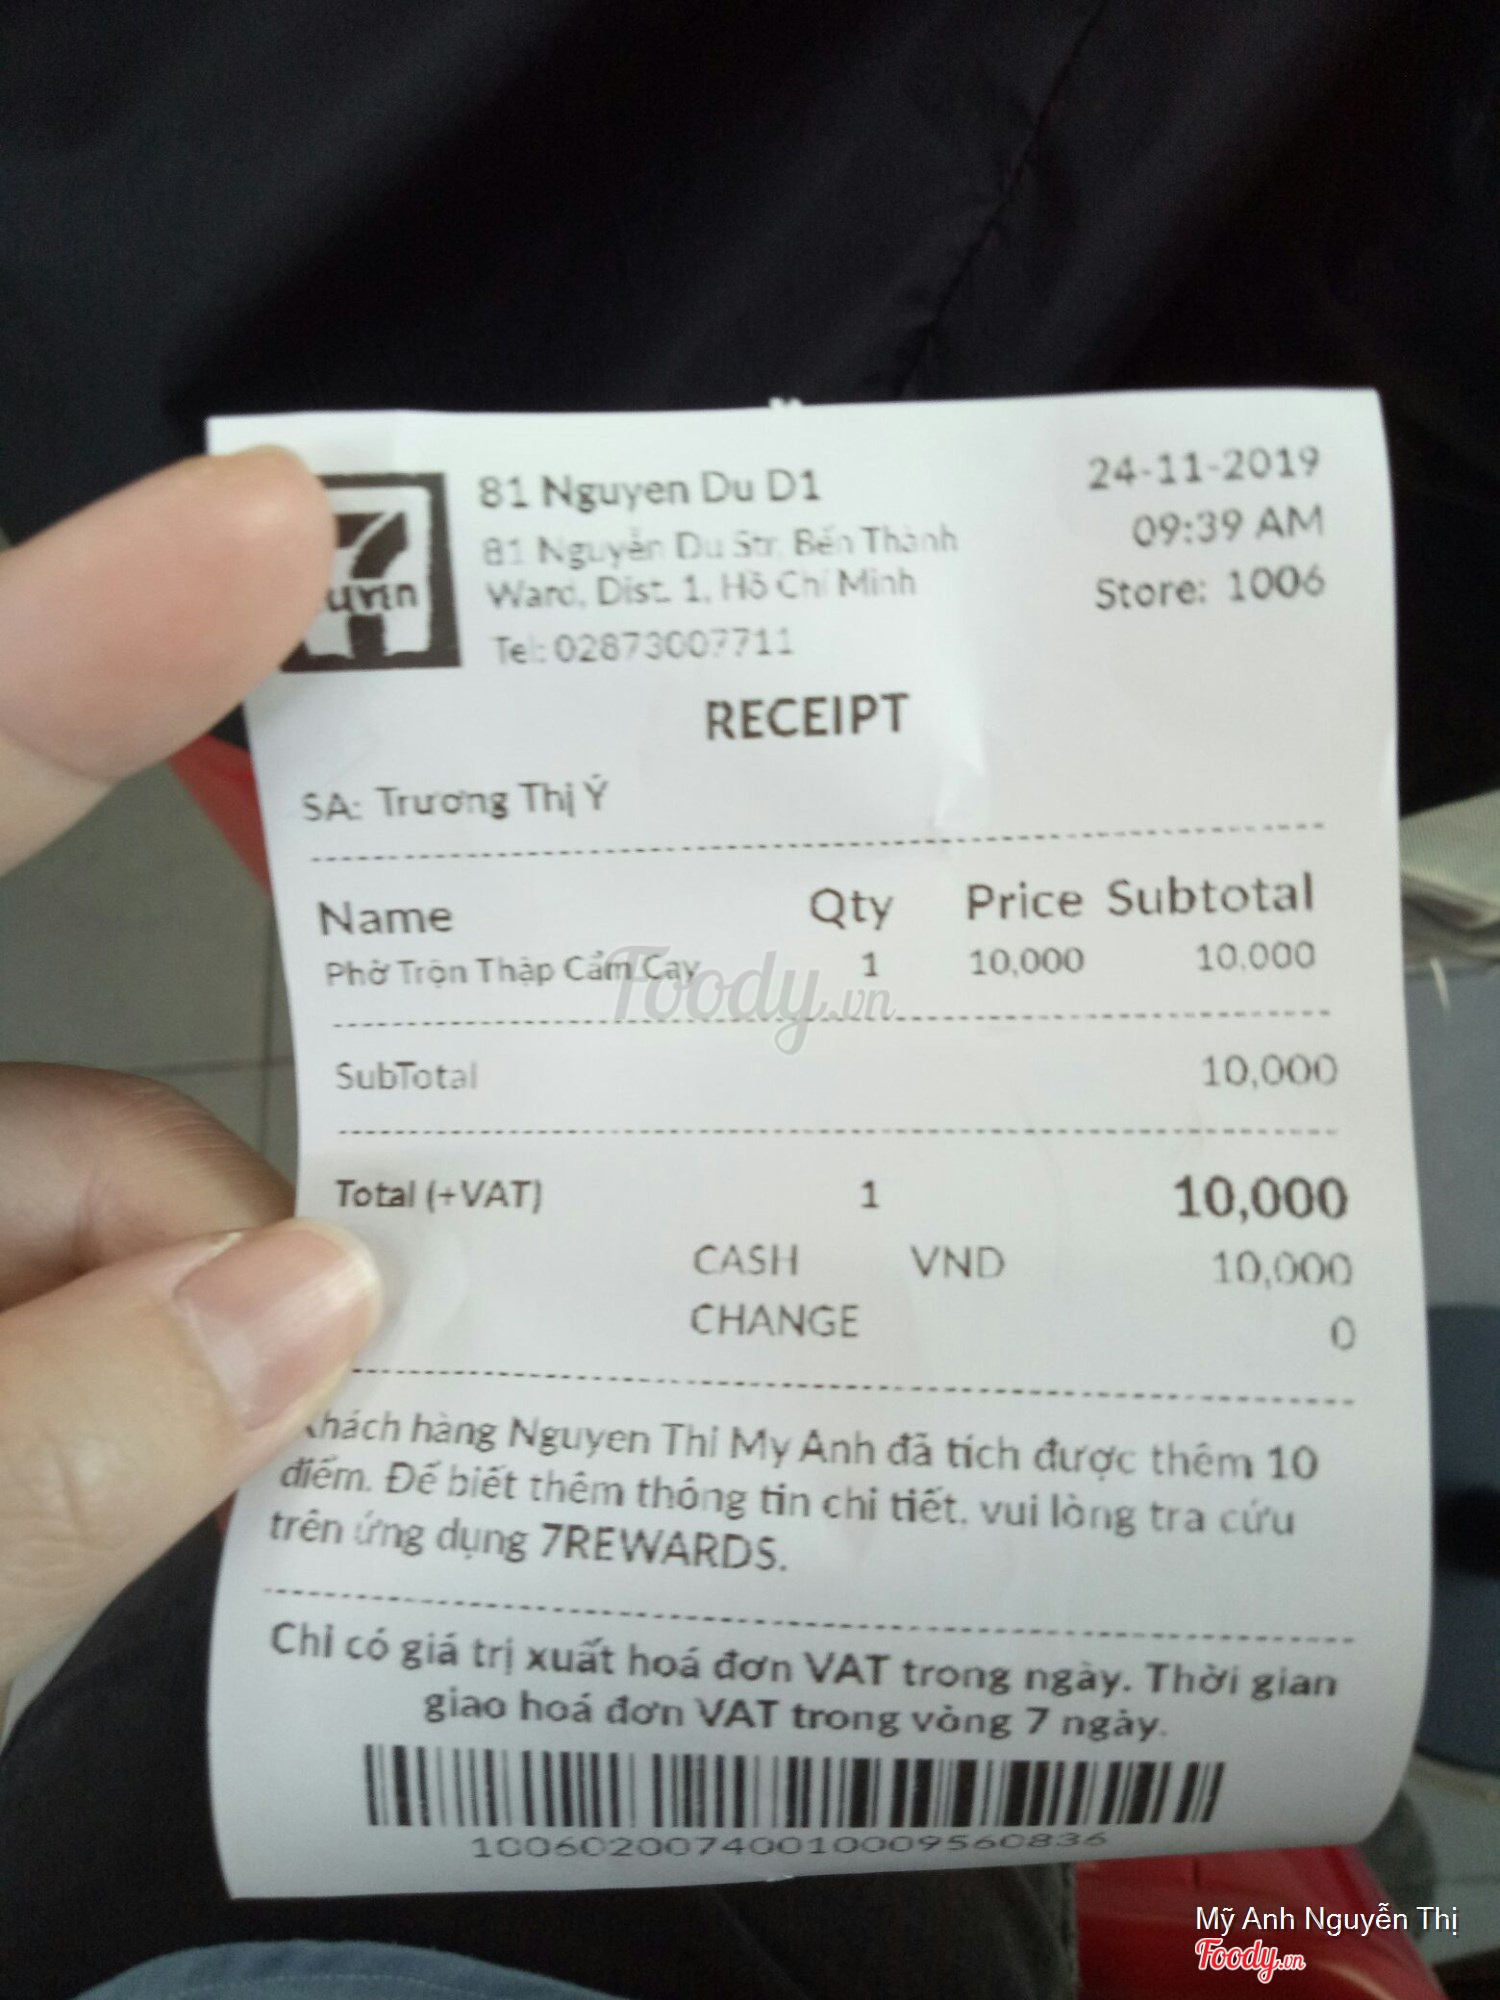 81 Nguyen Du D1
81 Nguyễn Du Str. Bến Thành
Ward, Dist. 1, Hồ Chí Minh
Tel: 02873007711
24-11-2019
09:39 AM
Store: 1006
RECEIPT
SA: Trương Thị Ý
Name Qty Price Subtotal
Phở Trộn Thập Cẩm Cay 1 10,000 10,000
Foody.vn
SubTotal 10,000
Total (+VAT) 1 10,000
CASH VND 10,000
CHANGE 0
Khách hàng Nguyen Thi My Anh đã tích được thêm 10
điểm. Để biết thêm thông tin chi tiết, vui lòng tra cứu
trên ứng dụng 7REWARDS.
Chỉ có giá trị xuất hoá đơn VAT trong ngày. Thời gian
giao hoá đơn VAT trong vòng 7 ngày.
10060200740010009560836
Mỹ Anh Nguyễn Thị
Foody.vn